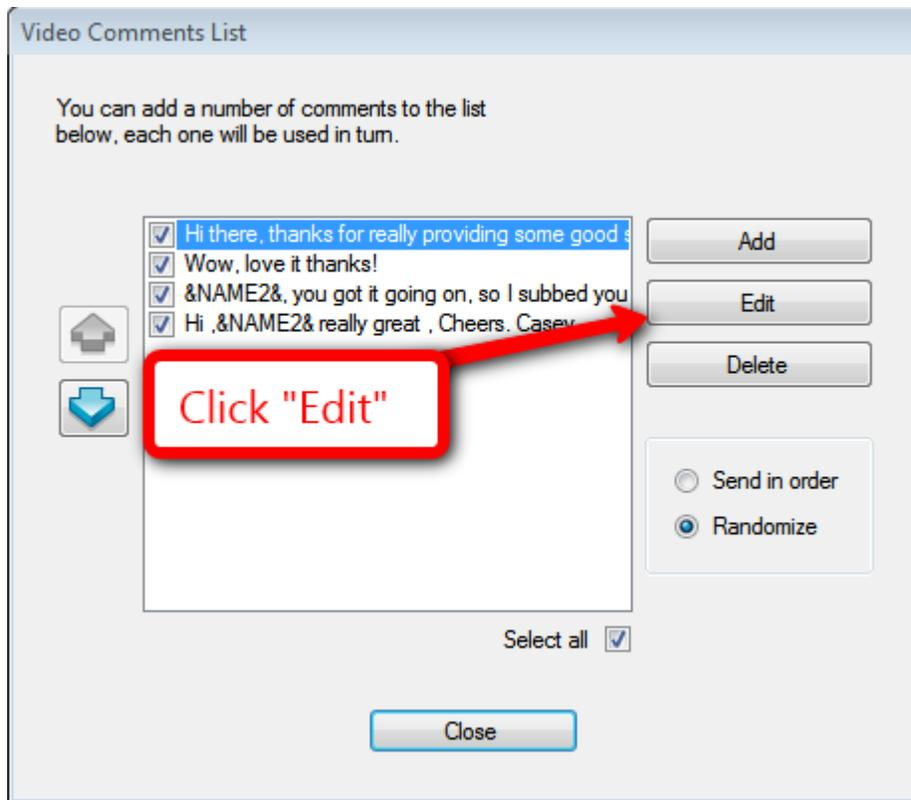 Video Comments List
You can add a number of comments to the list
below, each one will be used in turn.
Hi there, thanks for really providing some good
Wow, love it thanks!
&NAME2&, you got it going on, so I subbed you
Hi ,&NAME2& really great , Cheers. Casey
Click "Edit"
Add
Edit
Delete
Send in order
Randomize
Select all
Close